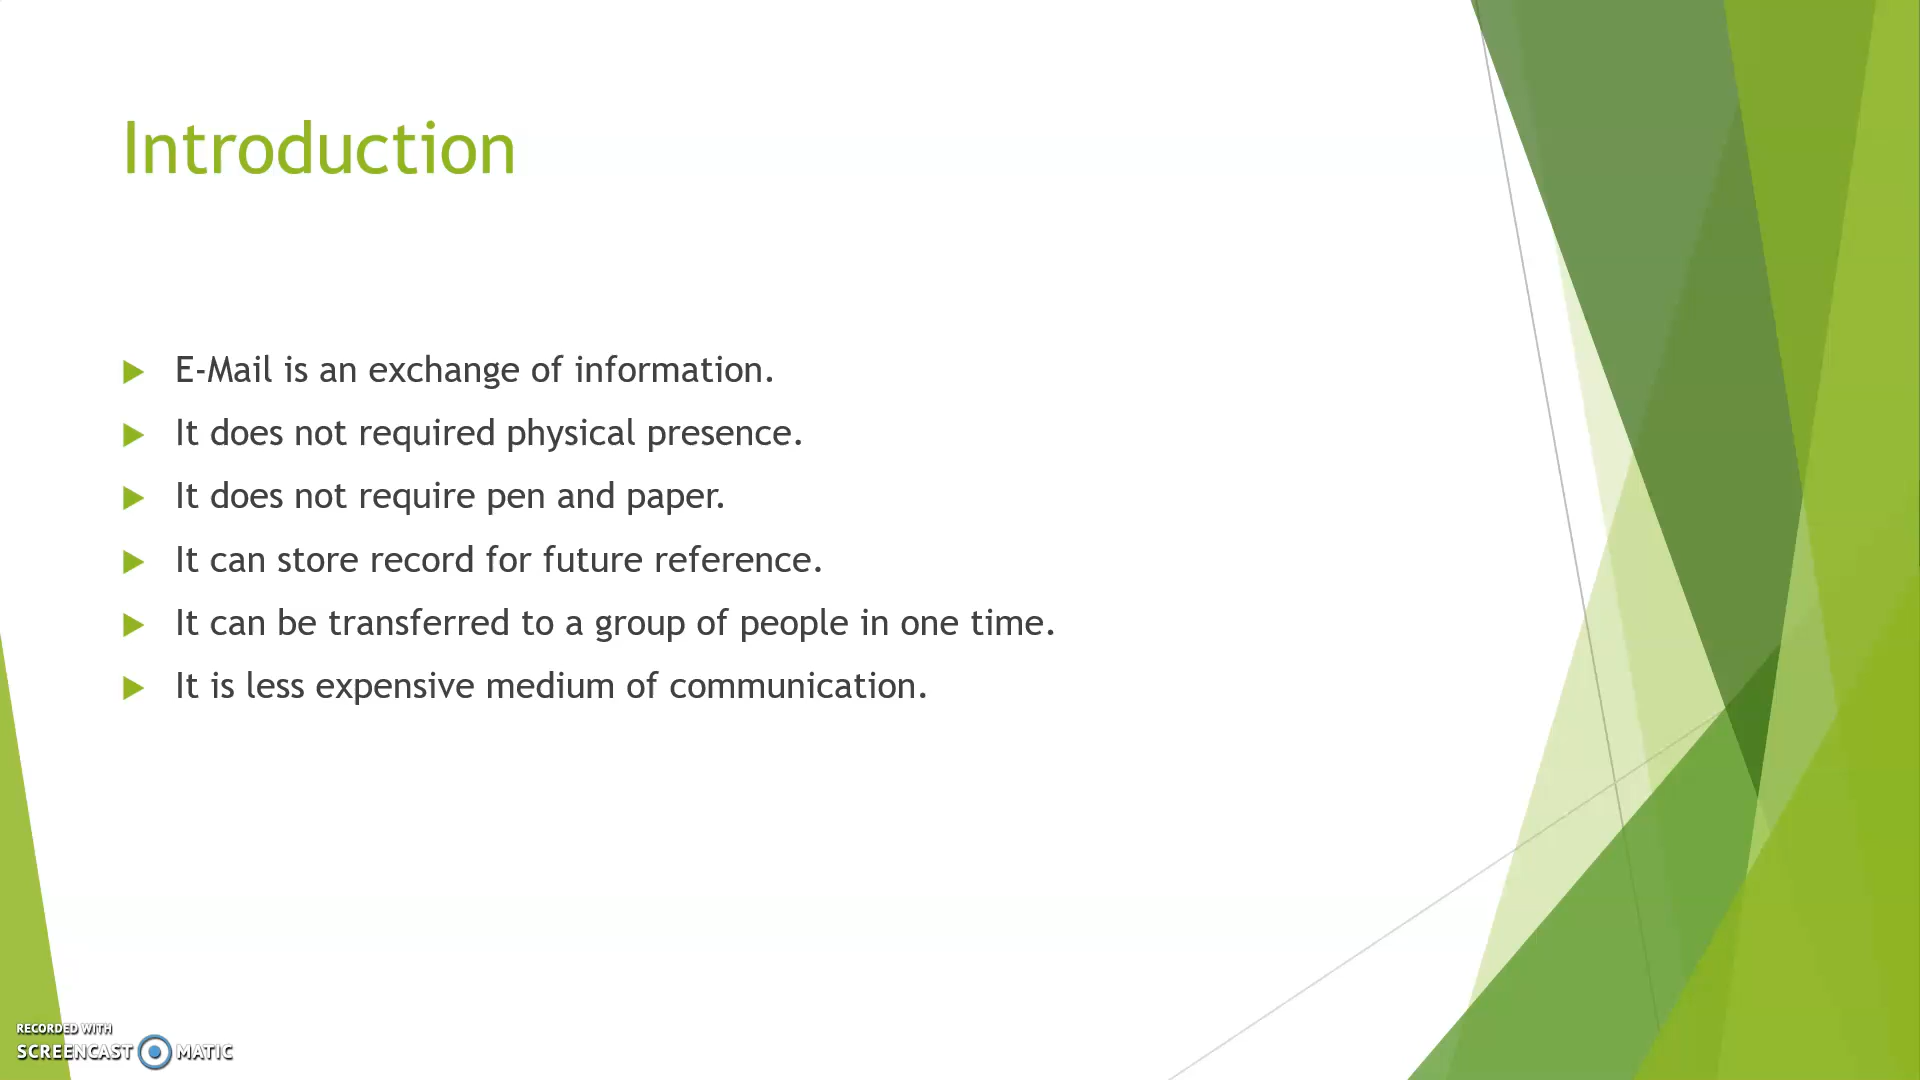 Introduction
E-Mail is an exchange of information.
It does not required physical presence.
It does not require pen and paper.
It can store record for future reference.
It can be transferred to a group of people in one time.
It is less expensive medium of communication.
RECORDED WITH
SCREENCAST MATIC